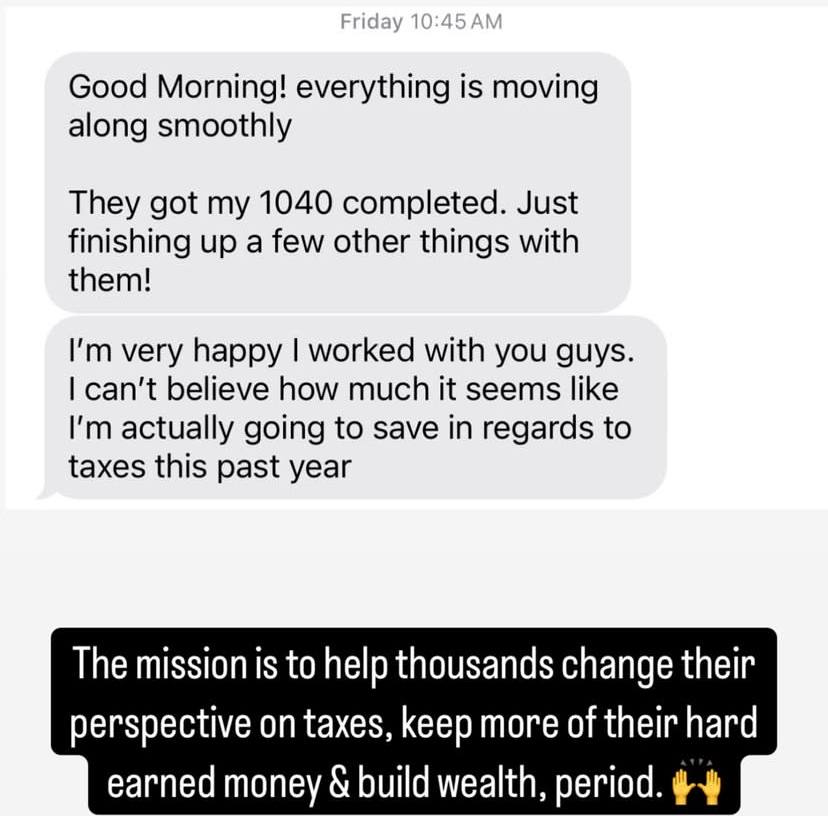 Friday 10:45 AM
Good Morning! everything is moving
along smoothly
They got my 1040 completed. Just
finishing up a few other things with
them!
I'm very happy I worked with you guys.
I can't believe how much it seems like
I'm actually going to save in regards to
taxes this past year
The mission is to help thousands change their
perspective on taxes, keep more of their hard
earned money & build wealth, period. 🙌